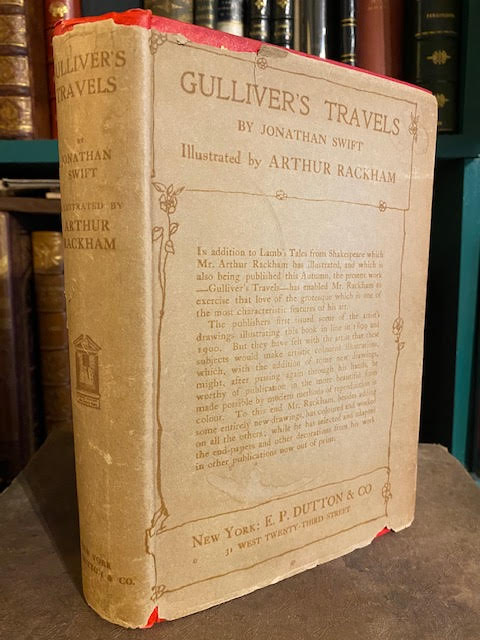 GULLIVER'S
TRAVELS
BY
JONATHAN
SWIFT
ILLUSTRATED BY
ARTHUR
RACKHAM
NEW YORK
& CO.
GULLIVER'S TRAVELS
BY JONATHAN SWIFT
Illustrated by ARTHUR RACKHAM
In addition to Lamb's Tales from Shakespeare which
Mr. Arthur Rackham has illustrated, and which is
also being published this Autumn, the present work
—Gulliver's Travels—has enabled Mr. Rackham to
exercise that love of the grotesque which is one of
the most characteristic features of his art.
The publishers first issued some of the artist's
drawings illustrating this book in line in 1899 and
1900. But they have felt with the artist that these
subjects would make artistic coloured illustrations,
which, with the addition of some new drawings,
might, after passing again through his hands, be
worthy of publication in the more beautiful form
made possible by modern methods of reproduction in
colour. To this end Mr. Rackham, besides adding
some entirely new drawings, has coloured and worked
on all the others; while he has selected and adapted
the end-papers and other decorations from his work
in other publications now out of print.
NEW YORK: E. P. DUTTON & CO
31 WEST TWENTY-THIRD STREET